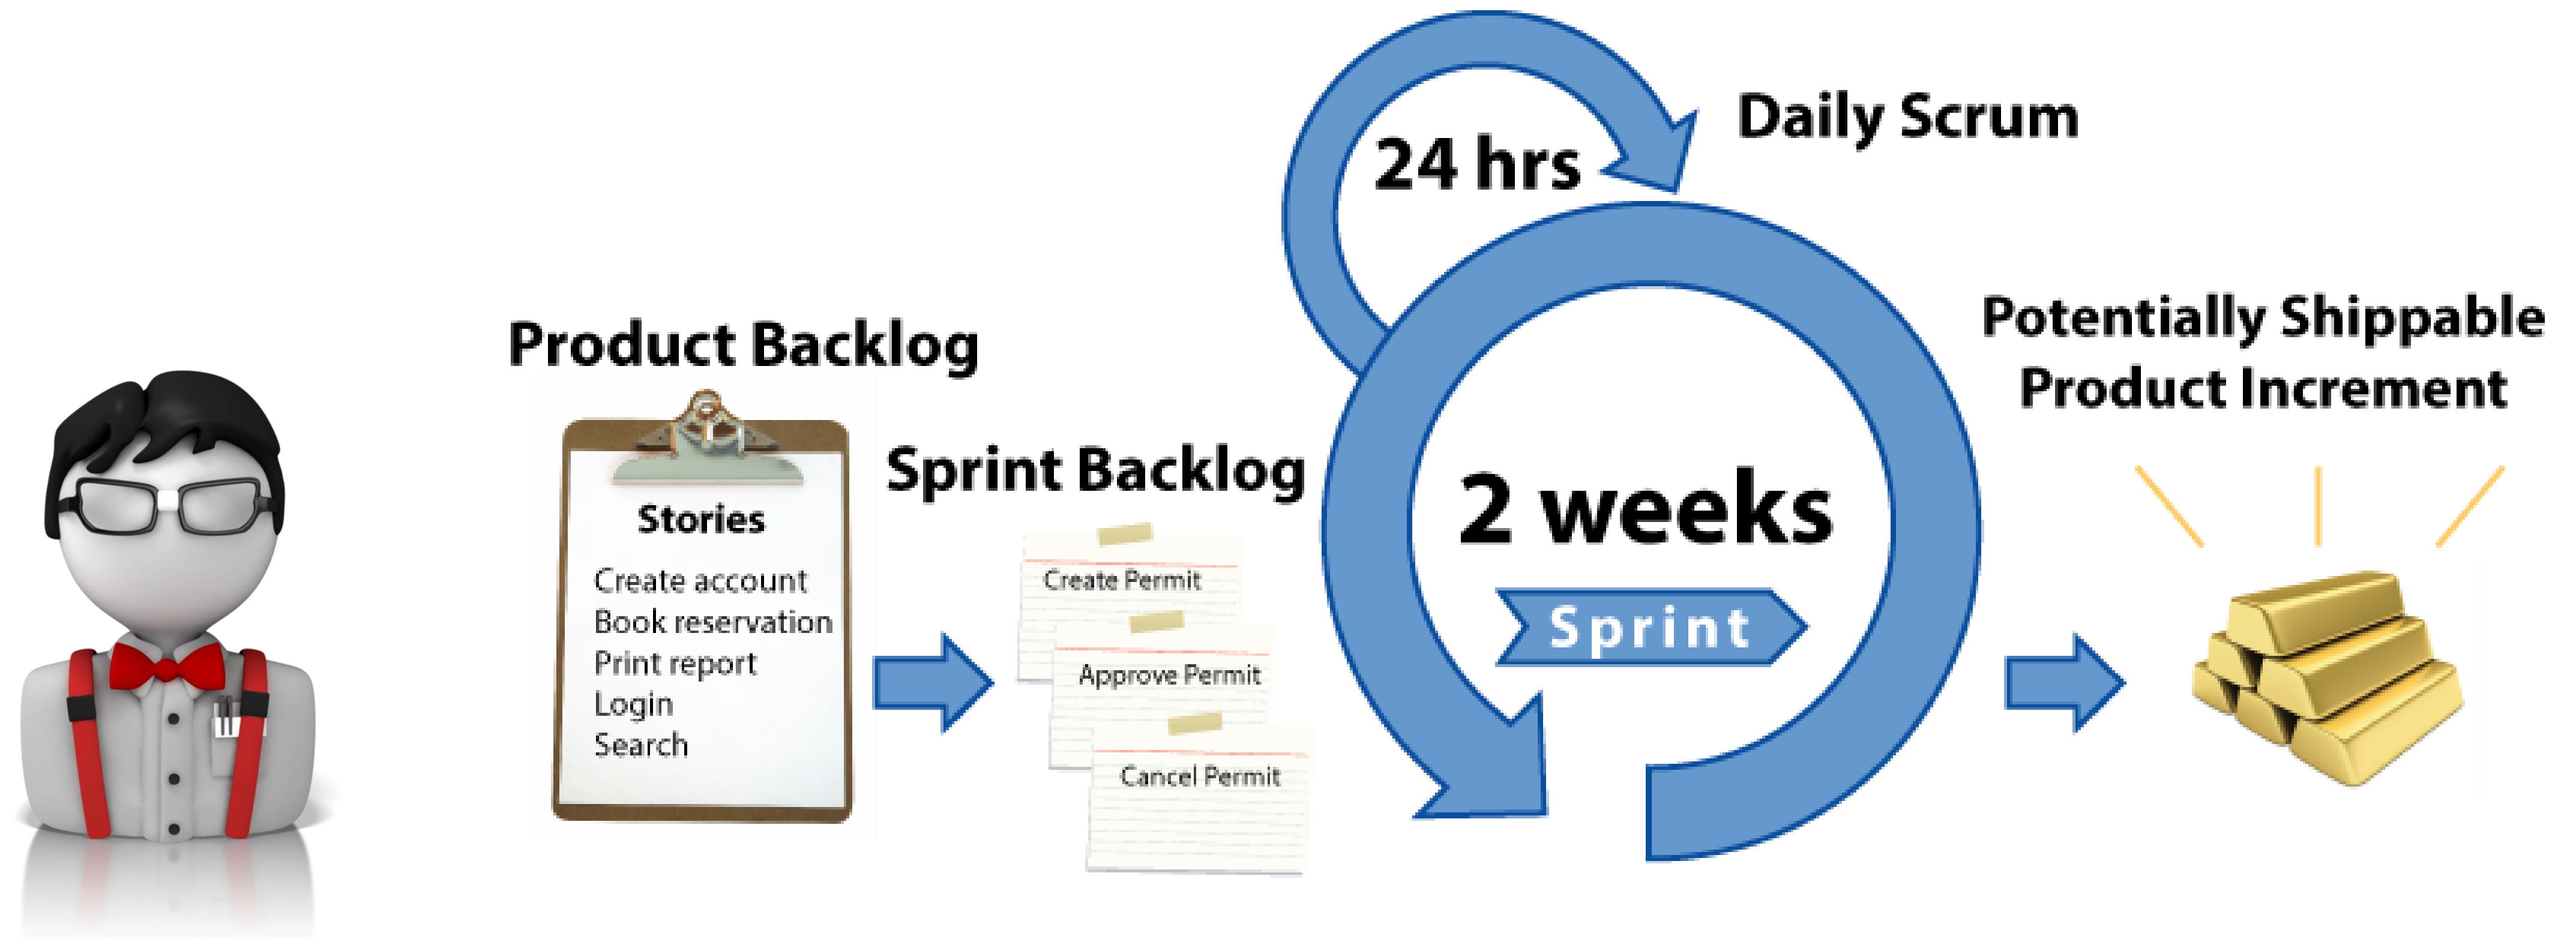 Product Backlog
Stories
Create account
Book reservation
Print report
Login
Search
Sprint Backlog
Create Permit
Approve Permit
Cancel Permit
24 hrs
Daily Scrum
2 weeks
Sprint
Potentially Shippable
Product Increment